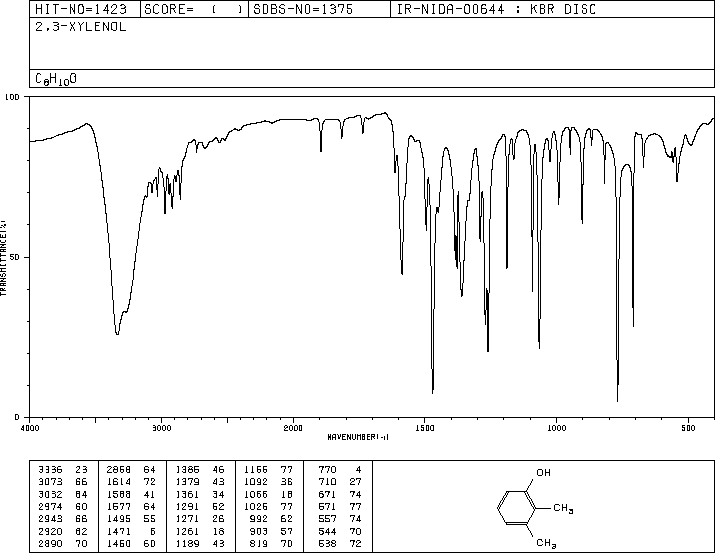 HIT-NO=1423 SCORE= ( ) SDBS-NO=1375 IR-NIDA-00644 : KBR DISC
2,3-XYLENOL
C8H10O
100
50
0
TRANSMITTANCE(%)
4000 3000 2000 1500 1000 500
WAVENUMBER(-1)
3336 23 2868 64 1386 46 1166 77 770 4
3073 66 1614 72 1379 43 1092 36 710 27
3032 64 1588 41 1361 34 1066 18 671 74
2974 60 1577 64 1291 52 1026 77 571 77
2943 66 1495 55 1271 26 992 62 557 74
2920 62 1471 6 1261 18 903 57 544 70
2890 70 1460 60 1189 43 819 70 538 72
OH
CH3
CH3